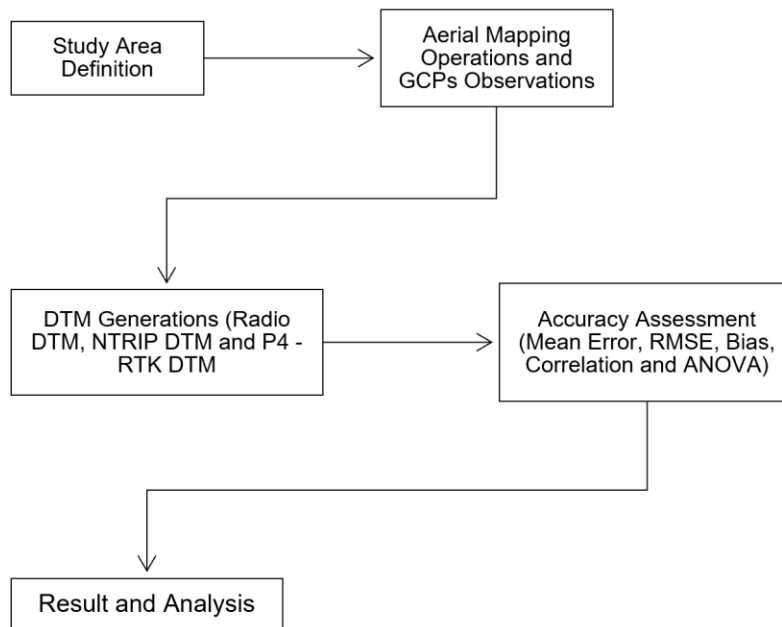 Study Area
Definition
Aerial Mapping
Operations and
GCPs Observations
DTM Generations (Radio
DTM, NTRIP DTM and P4 -
RTK DTM
Accuracy Assessment
(Mean Error, RMSE, Bias,
Correlation and ANOVA)
Result and Analysis